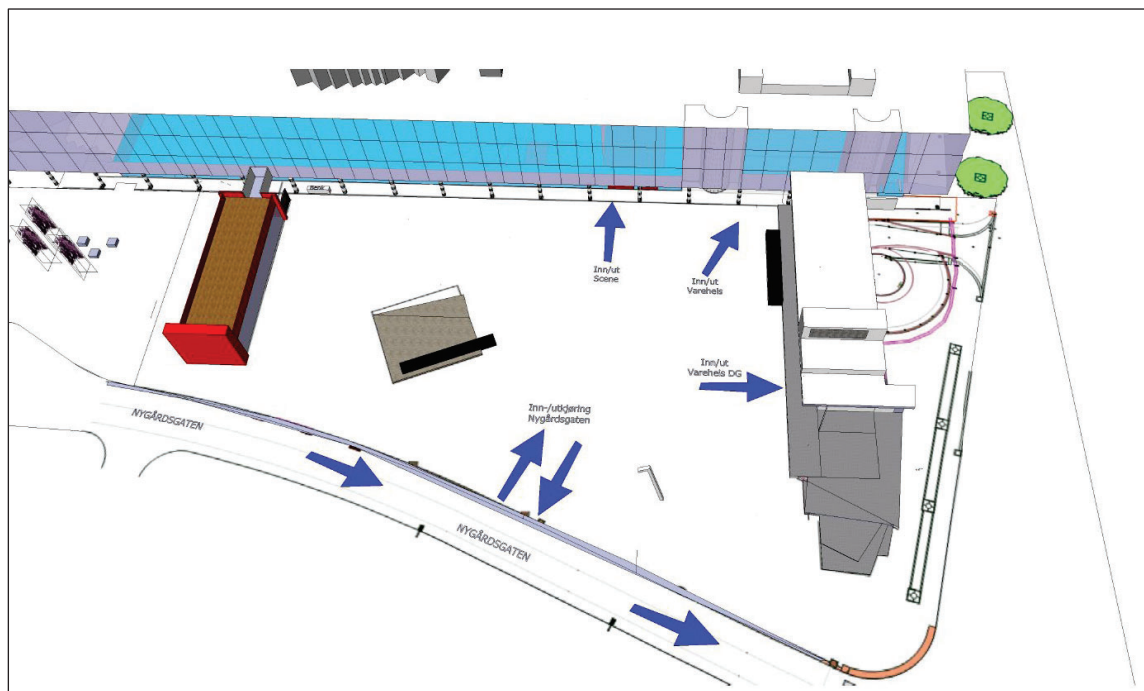 Inn/ut
Scene
Inn/ut
Varehels
Inn/ut
Varehels DG
Inn-/utkjøring
Nygårdsgaten
NYGÅRDSGATEN
NYGÅRDSGATEN